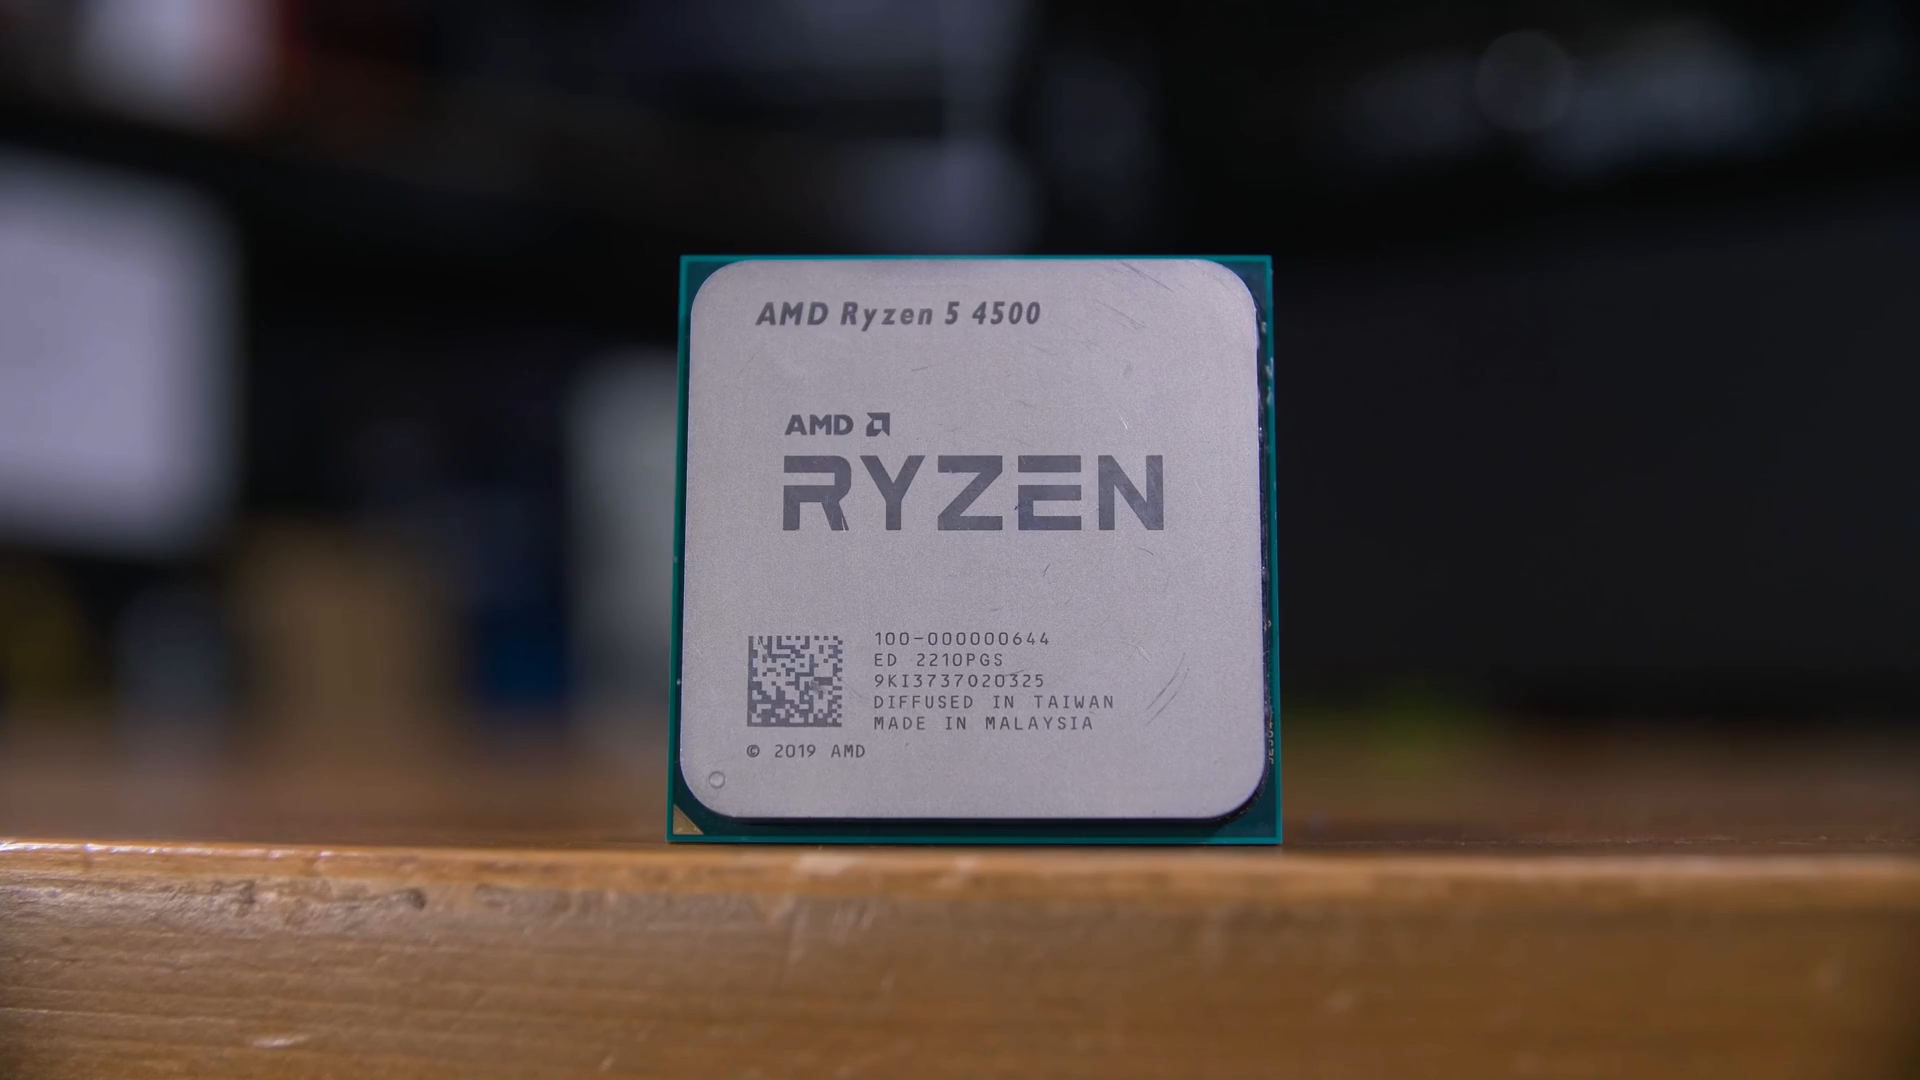 AMD Ryzen 5 4500
AMD
RYZEN
100-000000644
ED 2210PGS
9KI3737020325
DIFFUSED IN TAIWAN
MADE IN MALAYSIA
© 2019 AMD